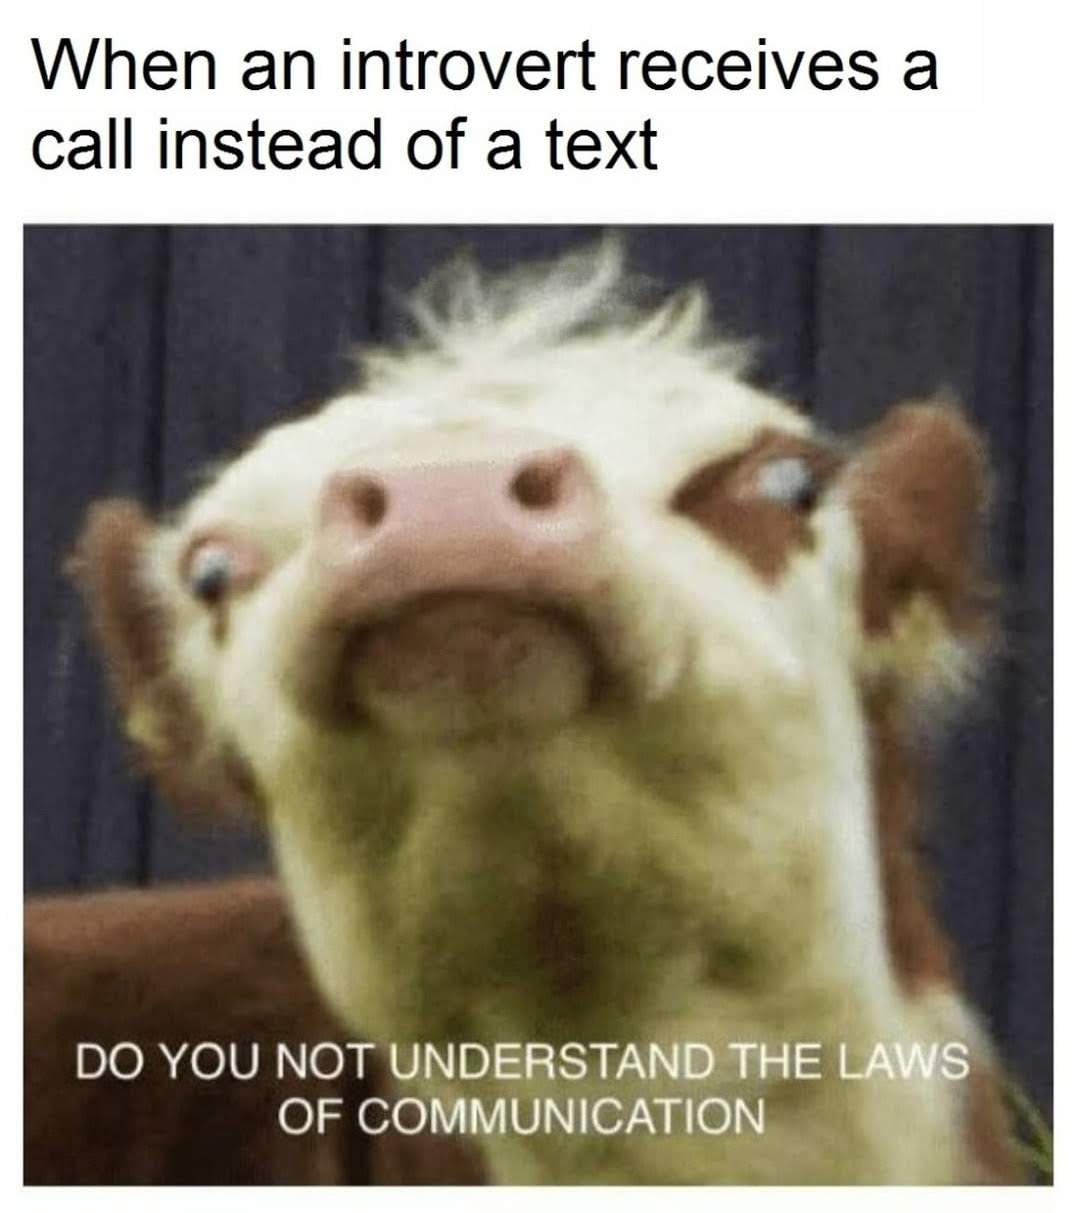 When an introvert receives a
call instead of a text
DO YOU NOT UNDERSTAND THE LAWS
OF COMMUNICATION